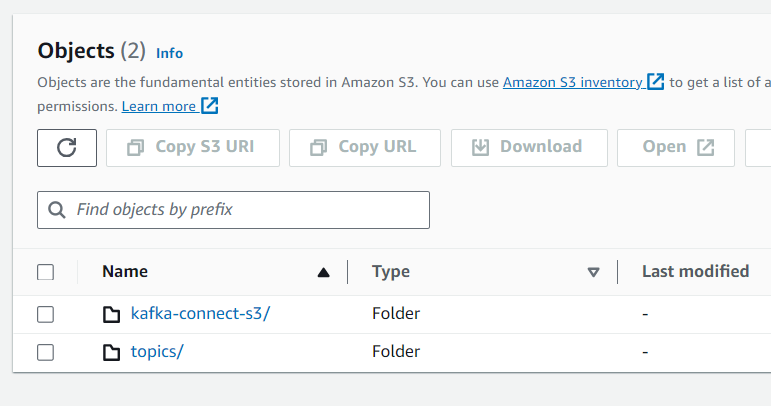 Objects (2) Info
Objects are the fundamental entities stored in Amazon S3. You can use Amazon S3 inventory to get a list of a
permissions. Learn more
Copy S3 URI Copy URL Download Open
Find objects by prefix
Name Type Last modified
kafka-connect-s3/ Folder -
topics/ Folder -